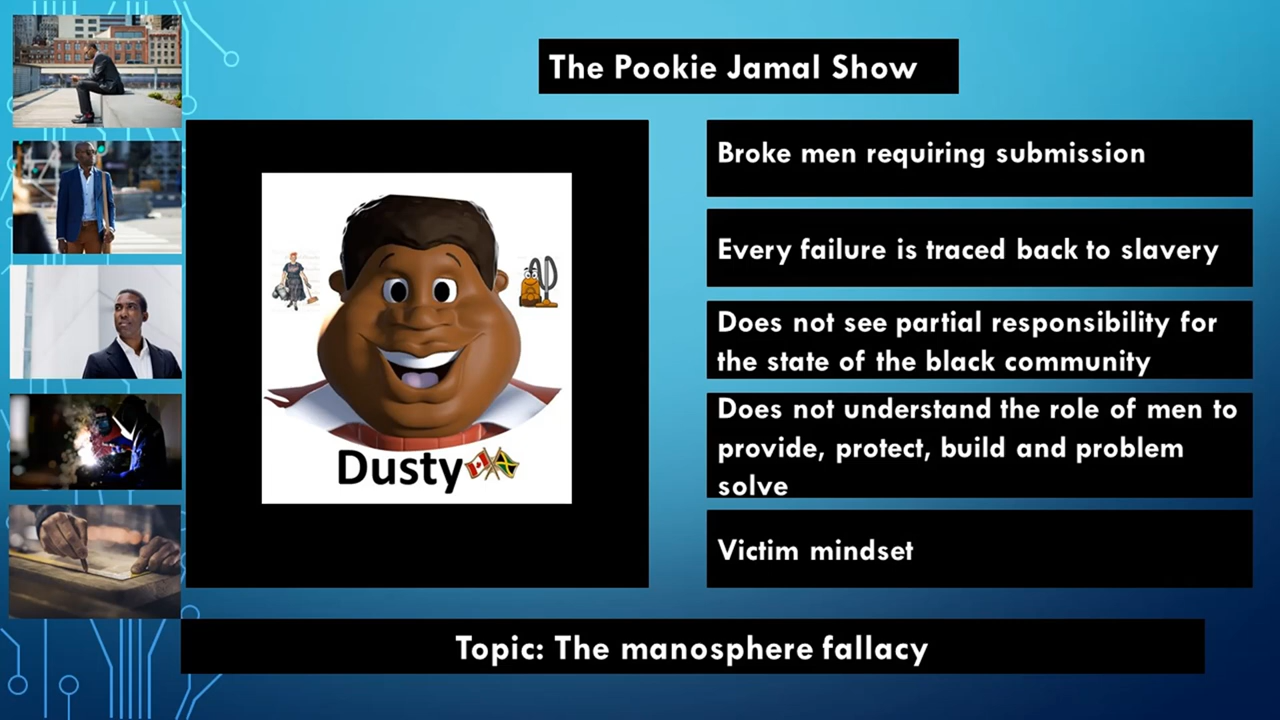 The Pookie Jamal Show
Broke men requiring submission
Every failure is traced back to slavery
Does not see partial responsibility for
the state of the black community
Does not understand the role of men to
provide, protect, build and problem
solve
Victim mindset
Dusty
Topic: The manosphere fallacy